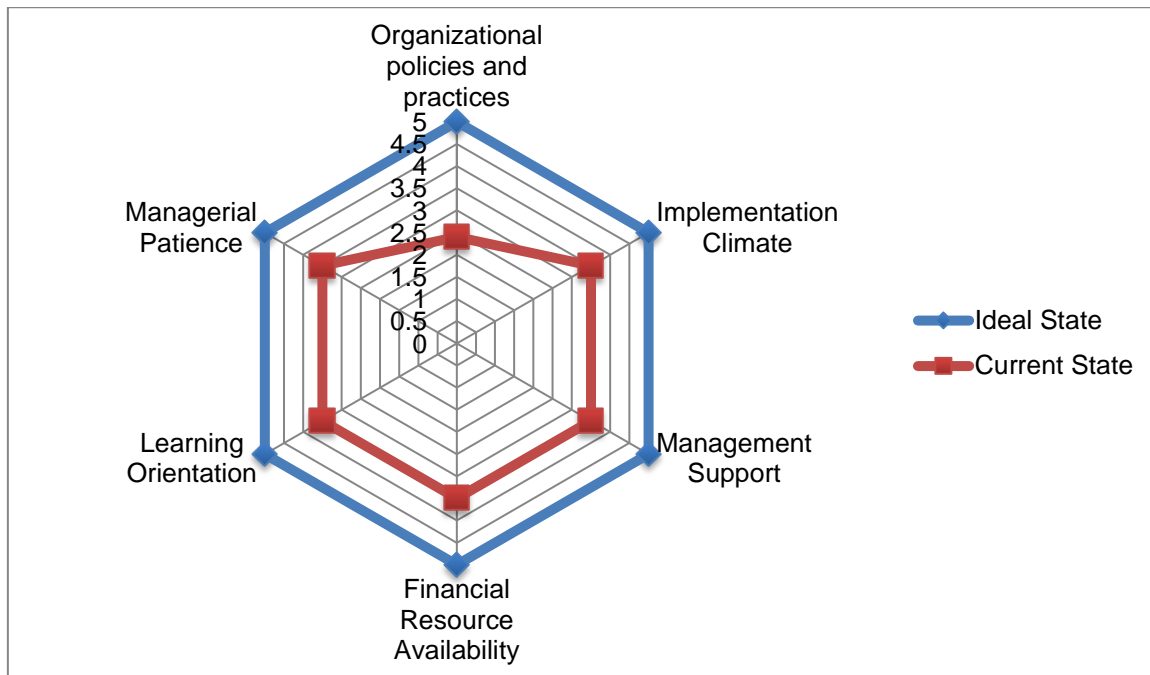 Organizational
policies and
practices
5
4.5
4
3.5
3
2.5
2
1.5
1
0.5
0
Implementation
Climate
Management
Support
Financial
Resource
Availability
Learning
Orientation
Managerial
Patience
Ideal State
Current State